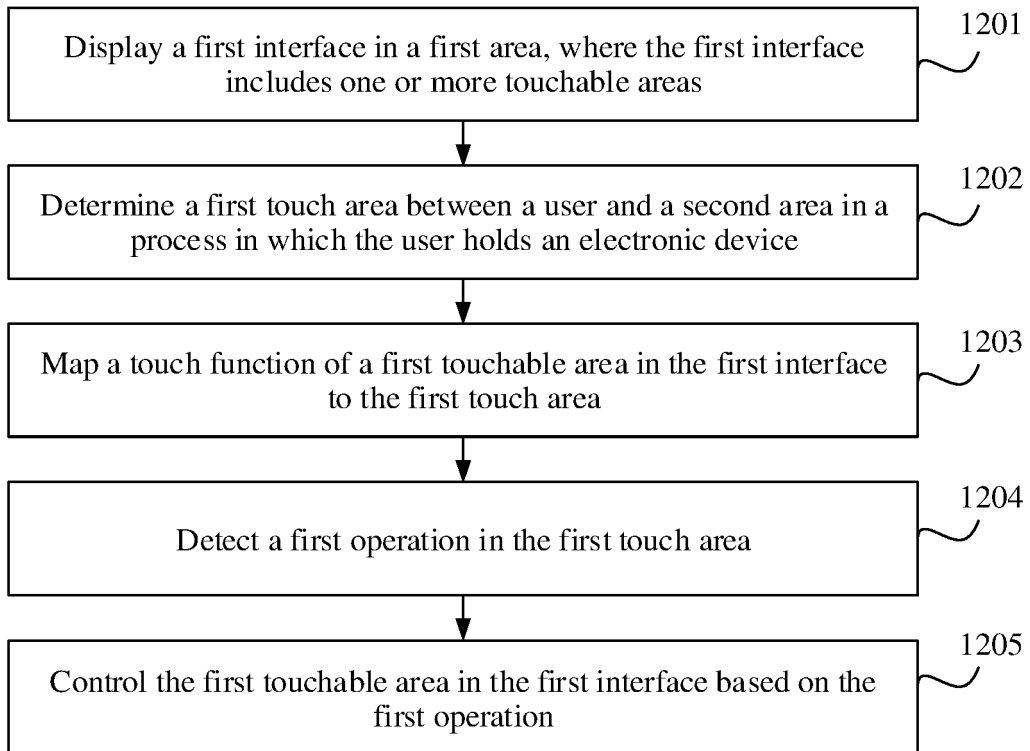 1201
Display a first interface in a first area, where the first interface
includes one or more touchable areas
1202
Determine a first touch area between a user and a second area in a
process in which the user holds an electronic device
1203
Map a touch function of a first touchable area in the first interface
to the first touch area
1204
Detect a first operation in the first touch area
1205
Control the first touchable area in the first interface based on the
first operation